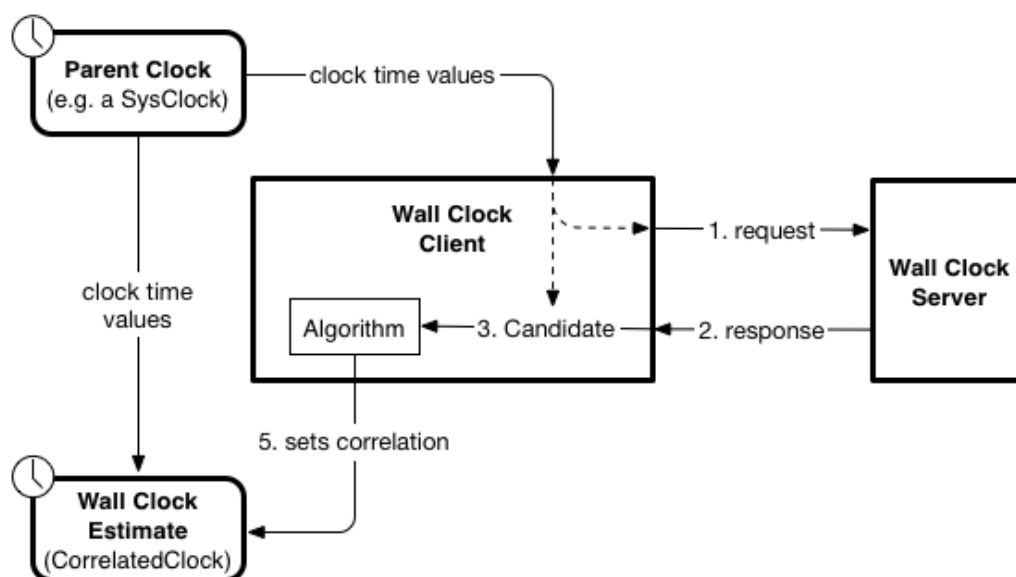 Parent Clock
(e.g. a SysClock)
clock time values
Wall Clock
Client
1. request
Wall Clock
Server
clock time
values
Algorithm
3. Candidate
2. response
5. sets correlation
Wall Clock
Estimate
(CorrelatedClock)